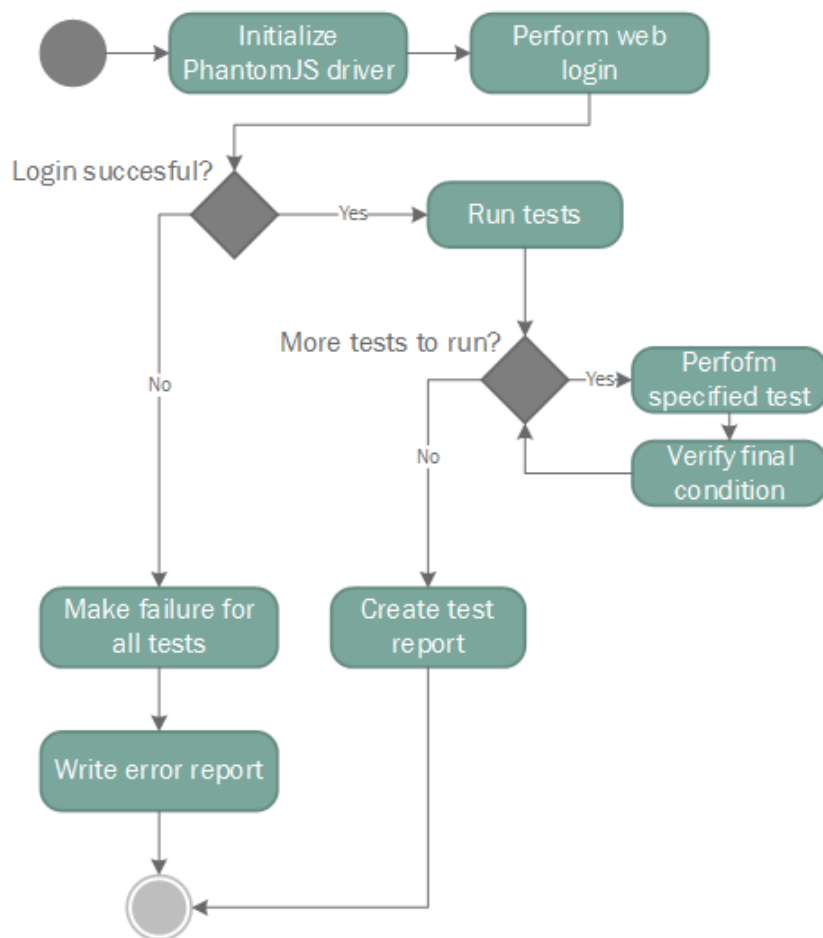 Initialize
PhantomJS driver
Perform web
login
Login succesful?
Yes
Run tests
More tests to run?
No
Yes
Perfofm
specified test
No
Verify final
condition
Make failure for
all tests
Create test
report
Write error report